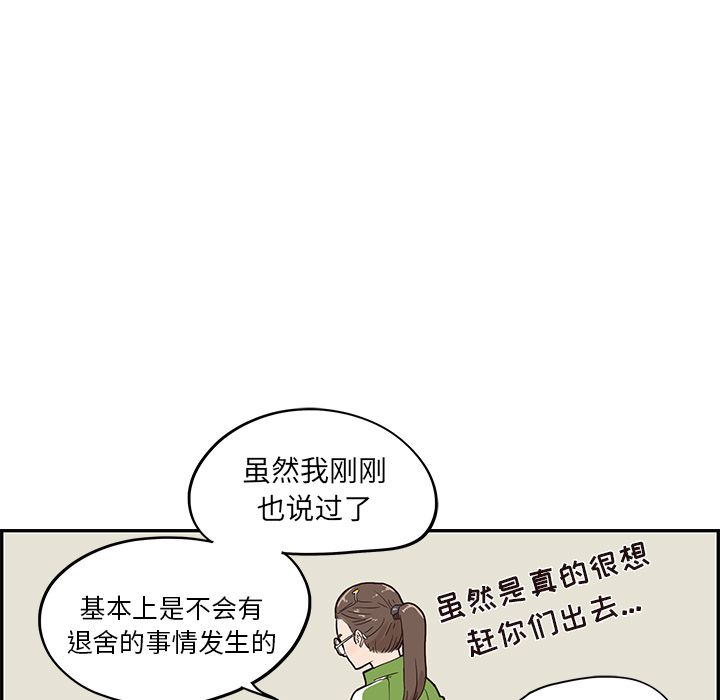 虽然我刚刚
也说过了
基本上是不会有
退舍的事情发生的
虽然是真的很想
赶你们出去...